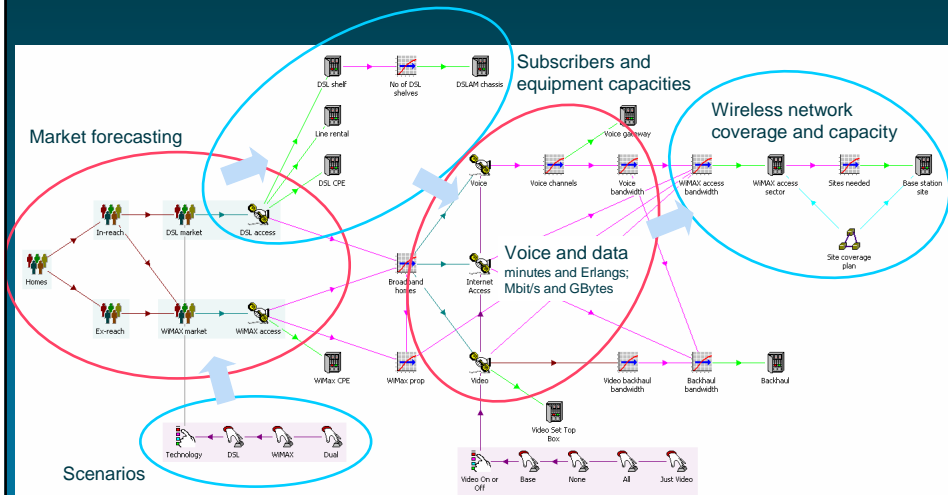 Subscribers and
equipment capacities
Wireless network
coverage and capacity
Market forecasting
DSL shelf
No of DSL
shelves
DSLAM chassis
Line rental
DSL CPE
Voice gateway
Voice
Voice channels
Voice
bandwidth
WiMAX access
bandwidth
WiMAX access
sector
Sites needed
Base station
site
In-reach
DSL market
DSL access
Site coverage
plan
Homes
Broadband
homes
Internet
Access
Voice and data
minutes and Erlangs;
Mbit/s and GBytes
Ex-reach
WiMAX market
WiMAX access
WiMax CPE
WiMax prop
Video
Video backhaul
bandwidth
Backhaul
bandwidth
Backhaul
Video Set Top
Box
Scenarios
Technology
DSL
WiMAX
Dual
Video On or
Off
Base
None
All
Just Video